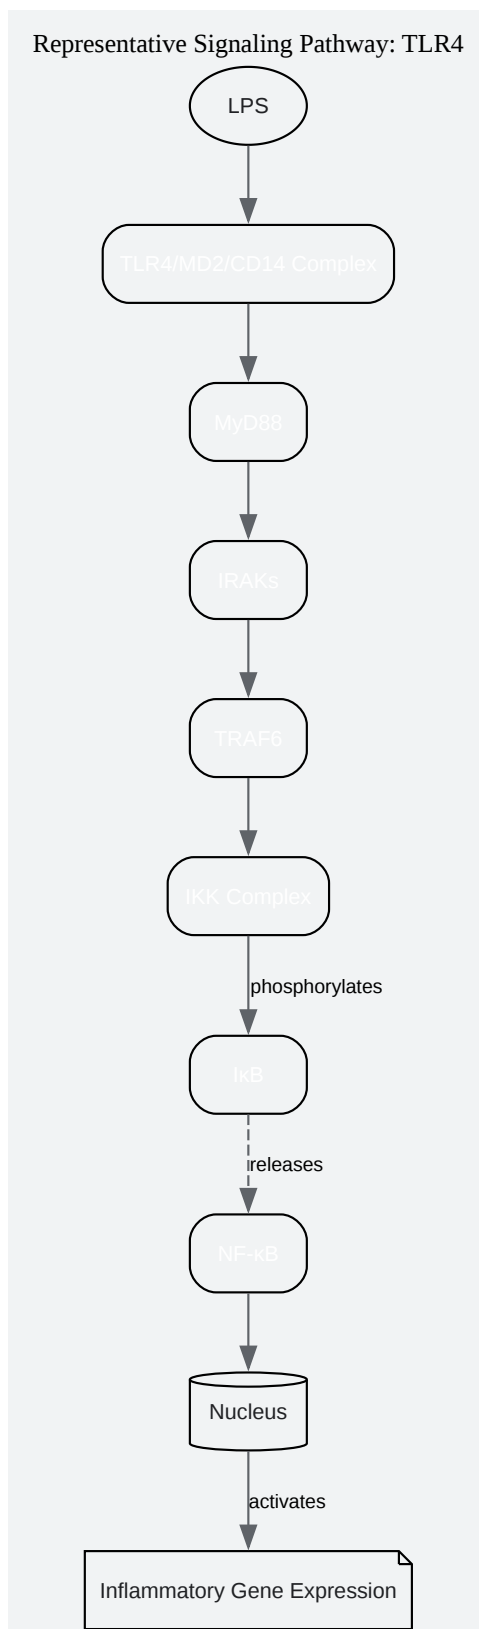 Representative Signaling Pathway: TLR4
LPS
TLR4/MD2/CD14 Complex
MyD88
IRAKs
TRAF6
IKK Complex
phosphorylates
IκB
releases
NF-κB
Nucleus
activates
Inflammatory Gene Expression